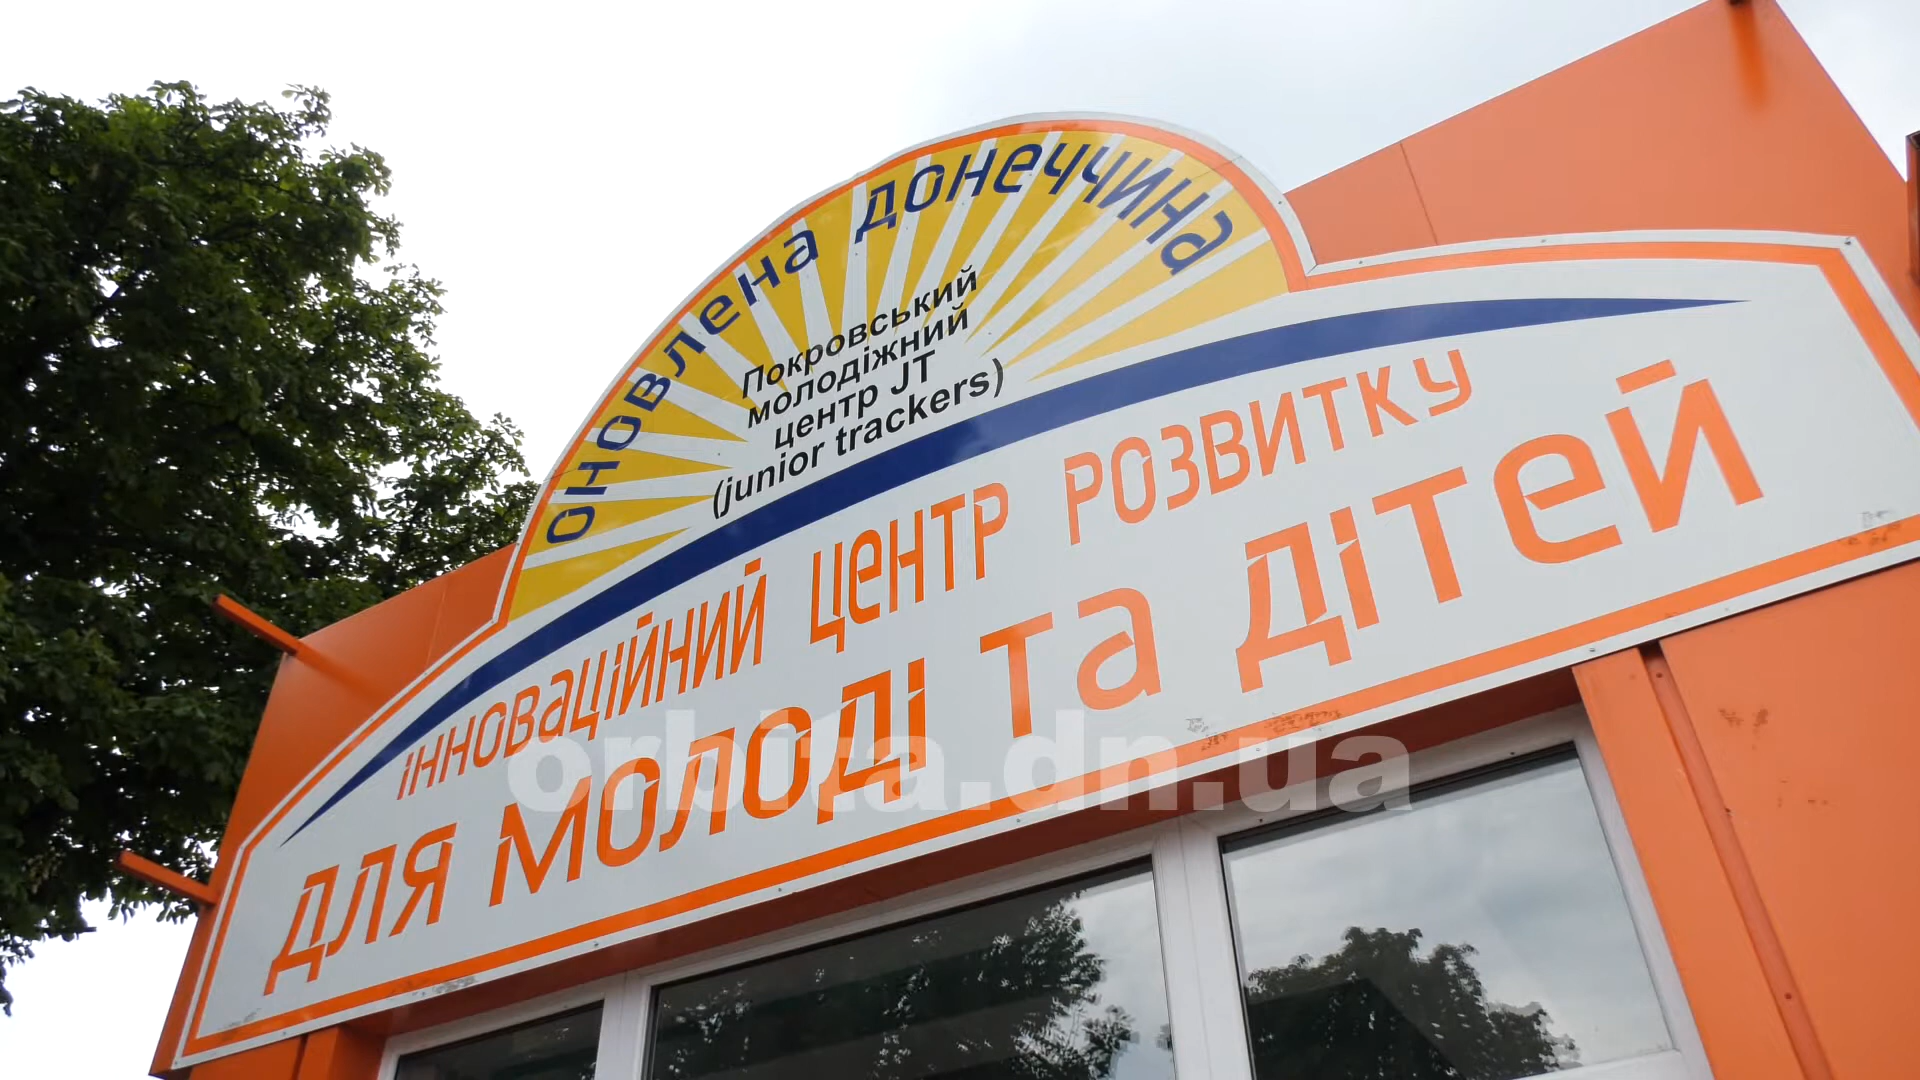 оновлена донеччина
Покровський
молодіжний
центр JT
(junior trackers)
інноваційний центр розвитку
для молоді та дітей
orbita.dn.ua